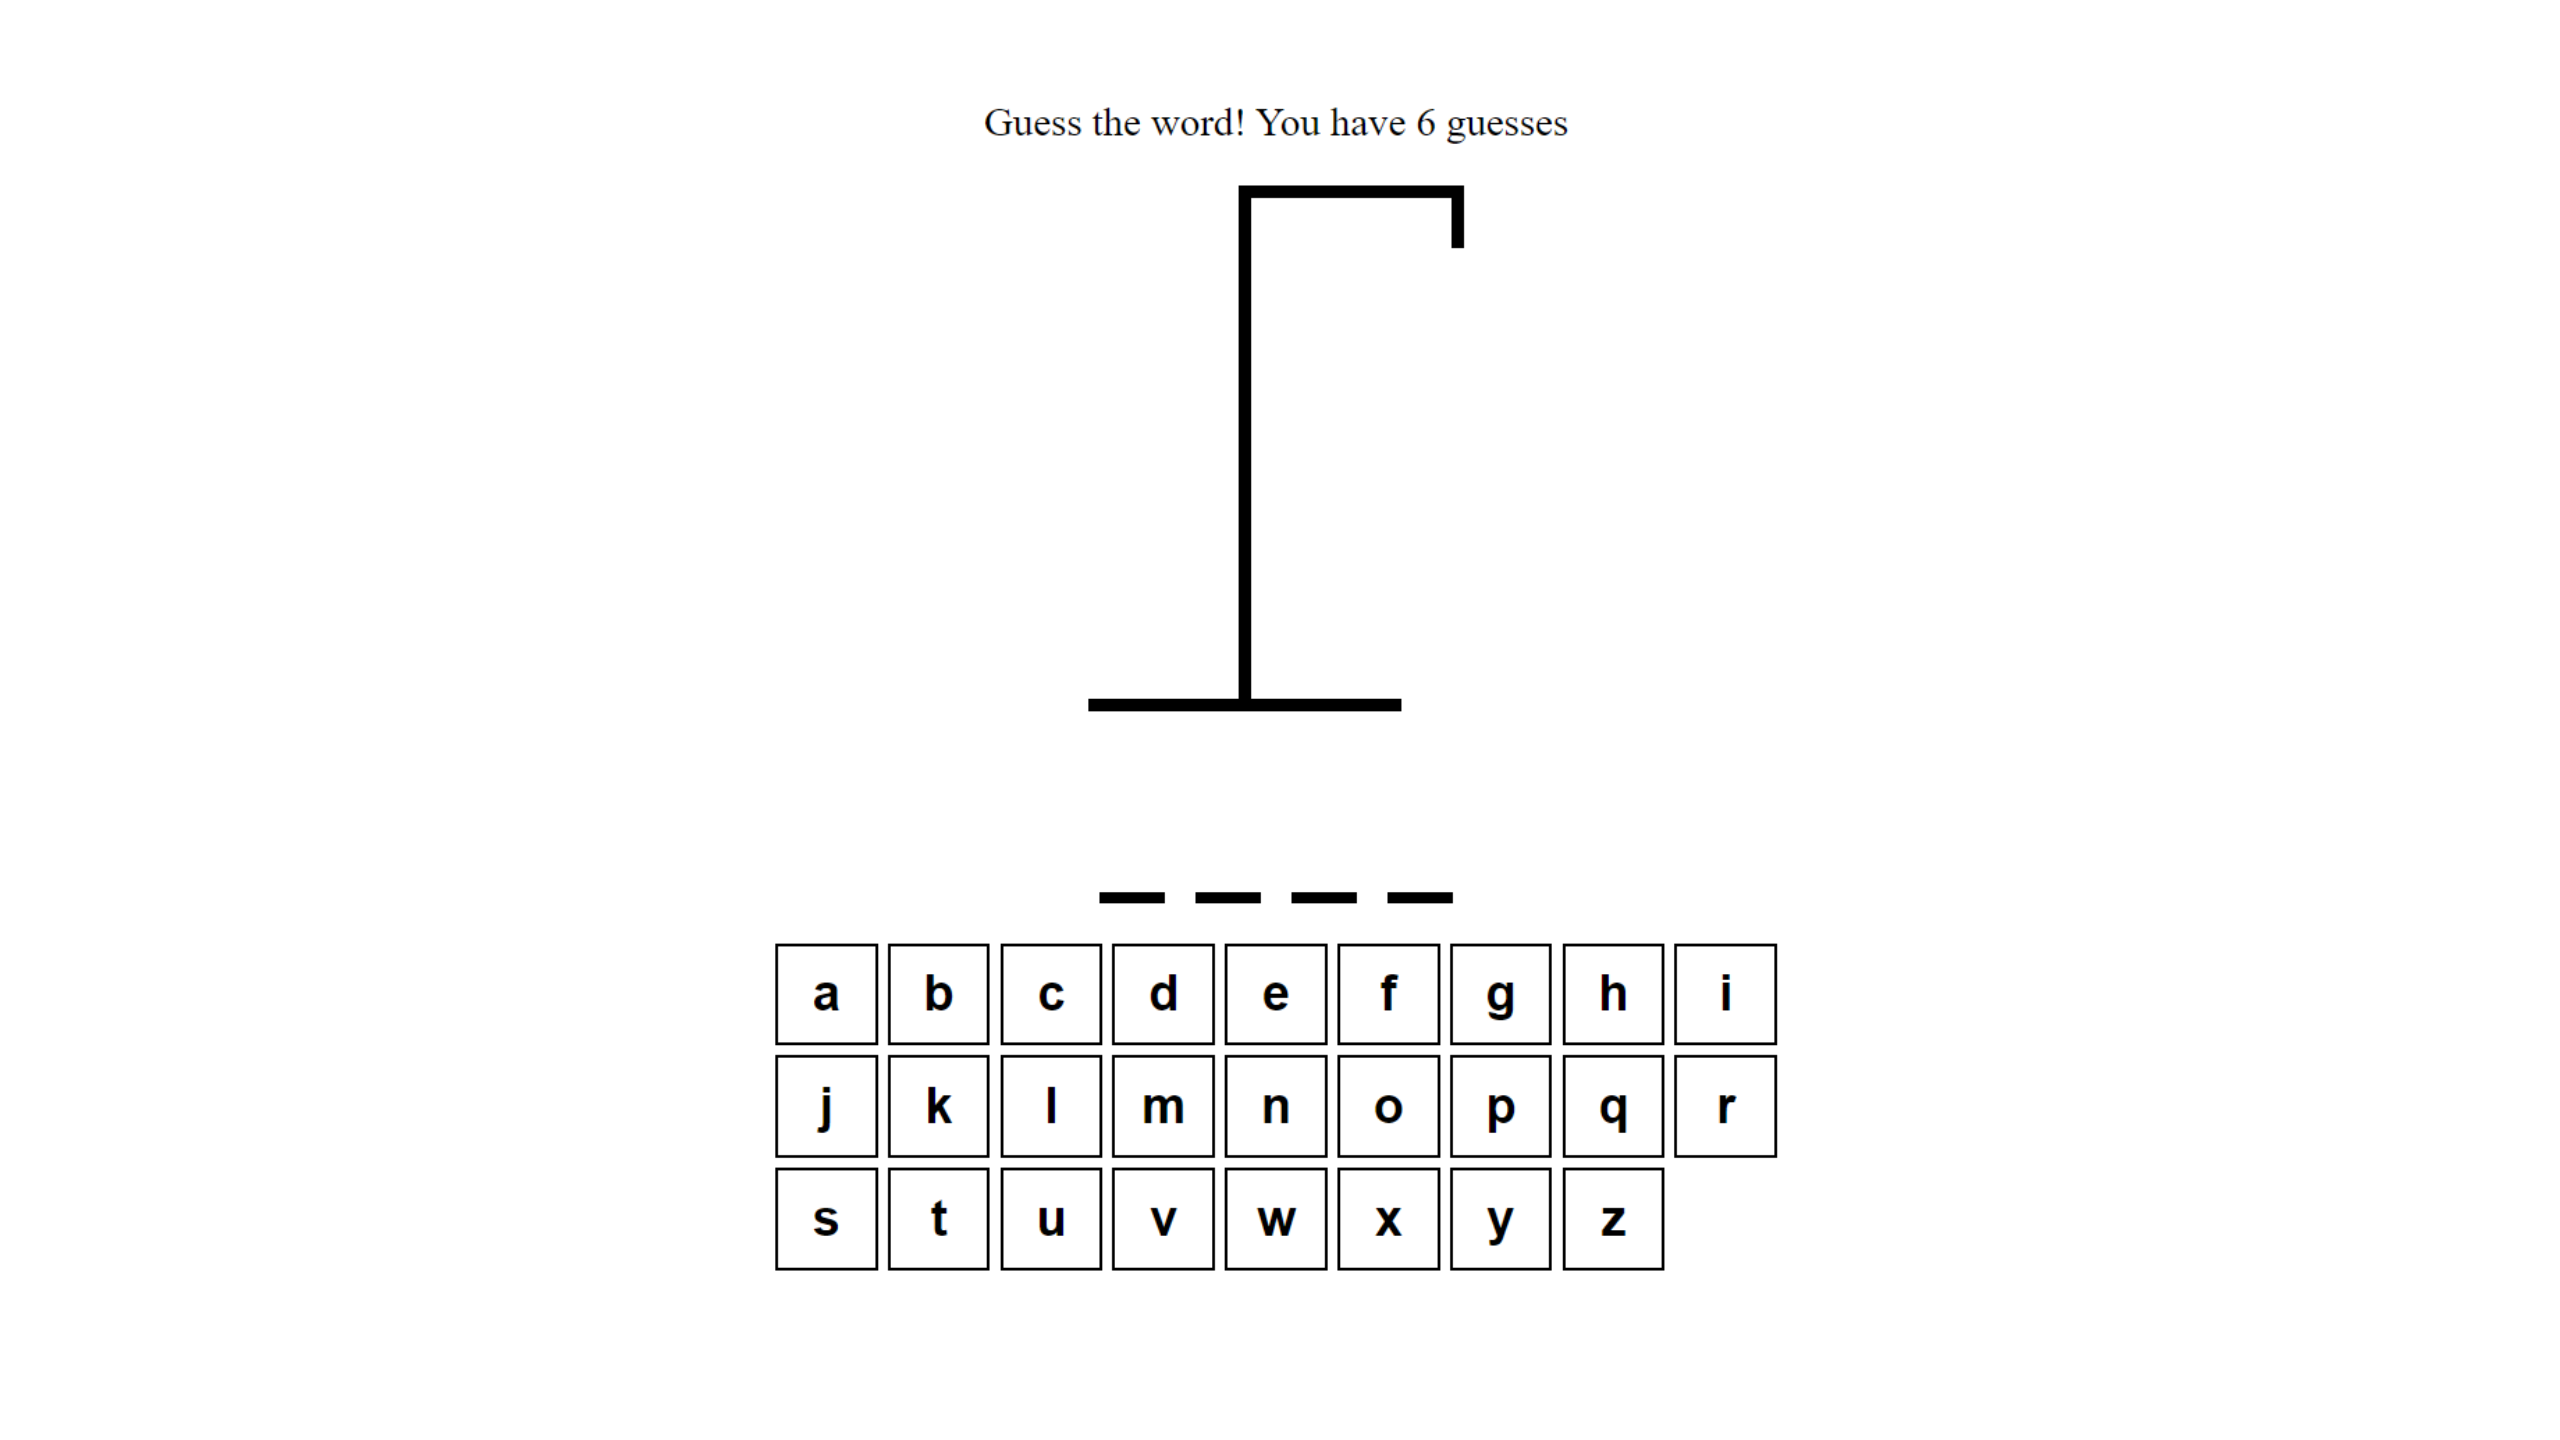 Guess the word! You have 6 guesses
a b c d e f g h i
j k l m n o p q r
s t u v w x y z